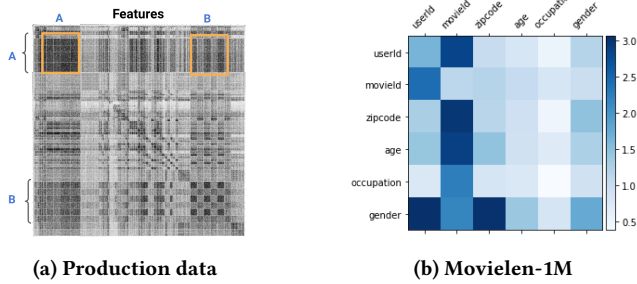 Features
A
B
A
B
(a) Production data
userId
movieId
zipcode
age
occupation
gender
userId
movieId
zipcode
age
occupation
gender
3.0
2.5
2.0
1.5
1.0
0.5
(b) Movielen-1M